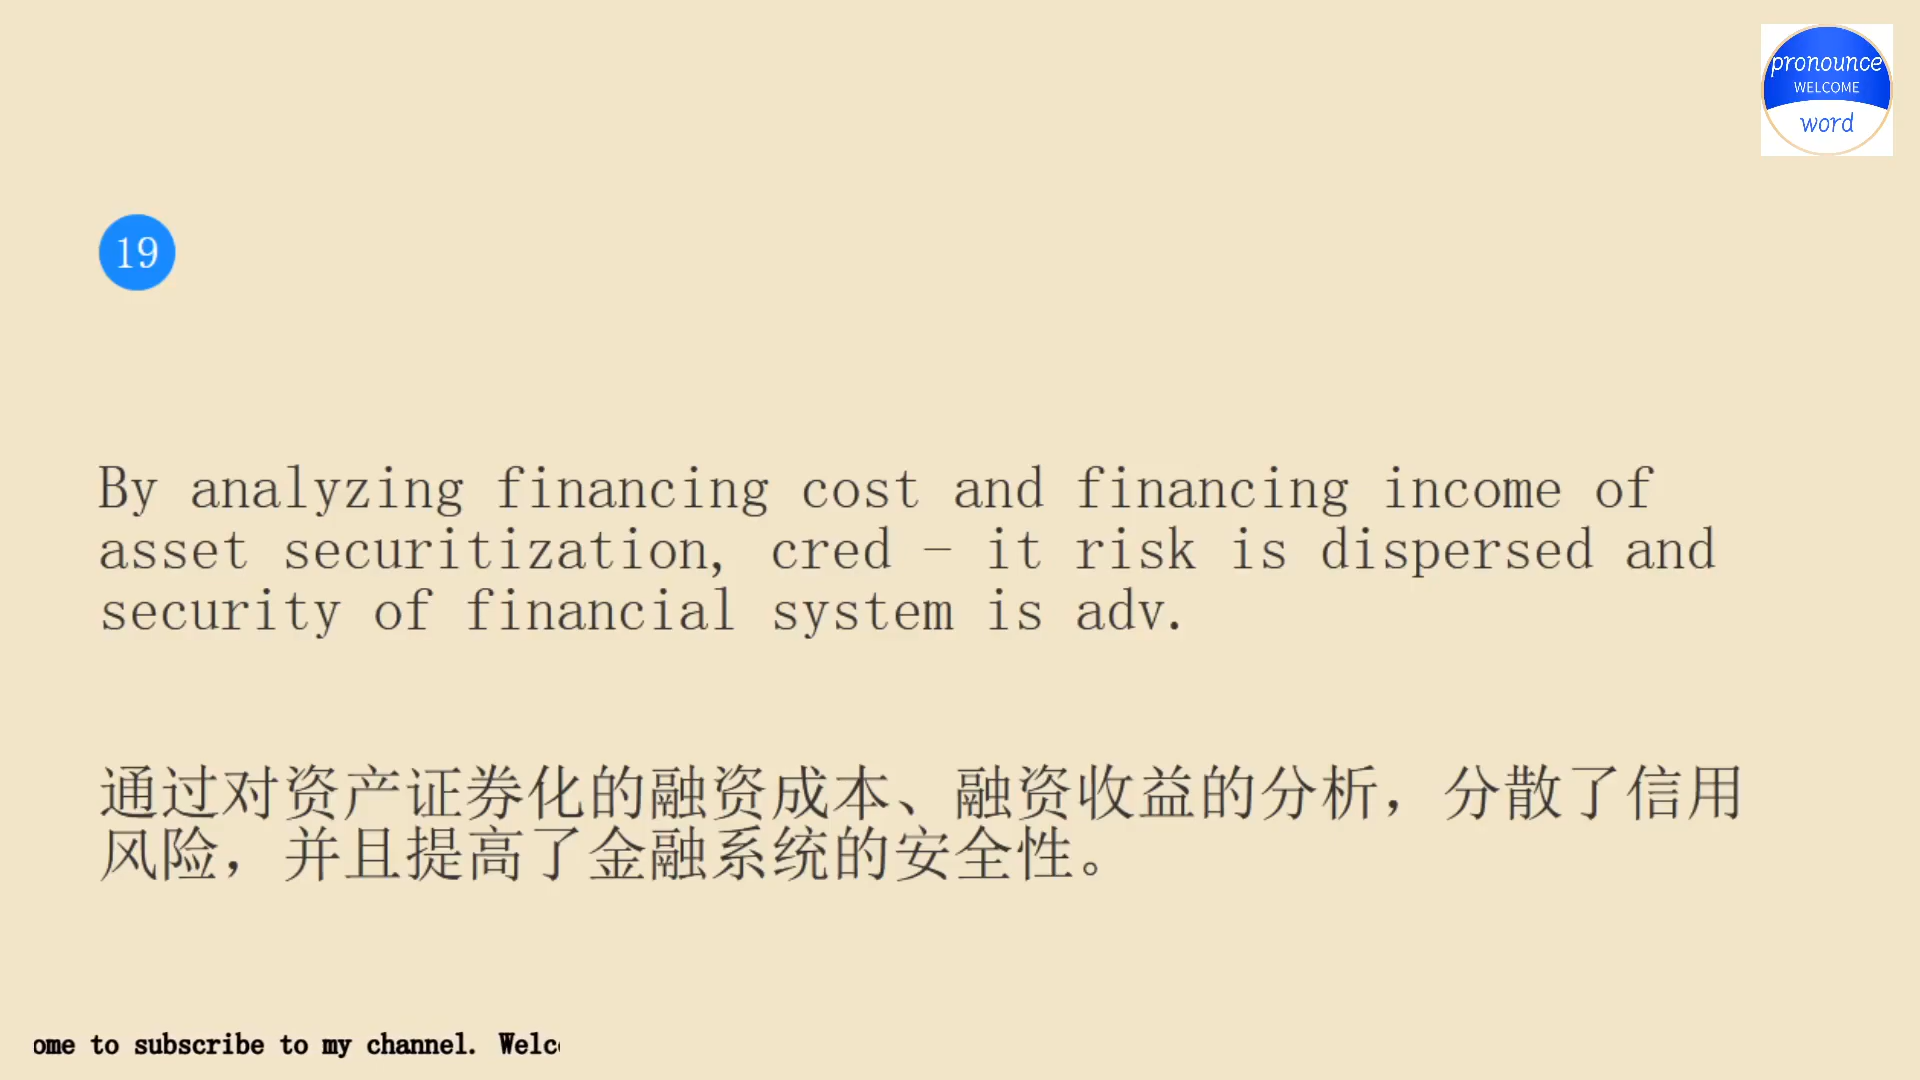 pronounce
WELCOME
word
19
By analyzing financing cost and financing income of
asset securitization, cred - it risk is dispersed and
security of financial system is adv.
通过对资产证券化的融资成本、融资收益的分析，分散了信用
风险，并且提高了金融系统的安全性。
ome to subscribe to my channel. Welc